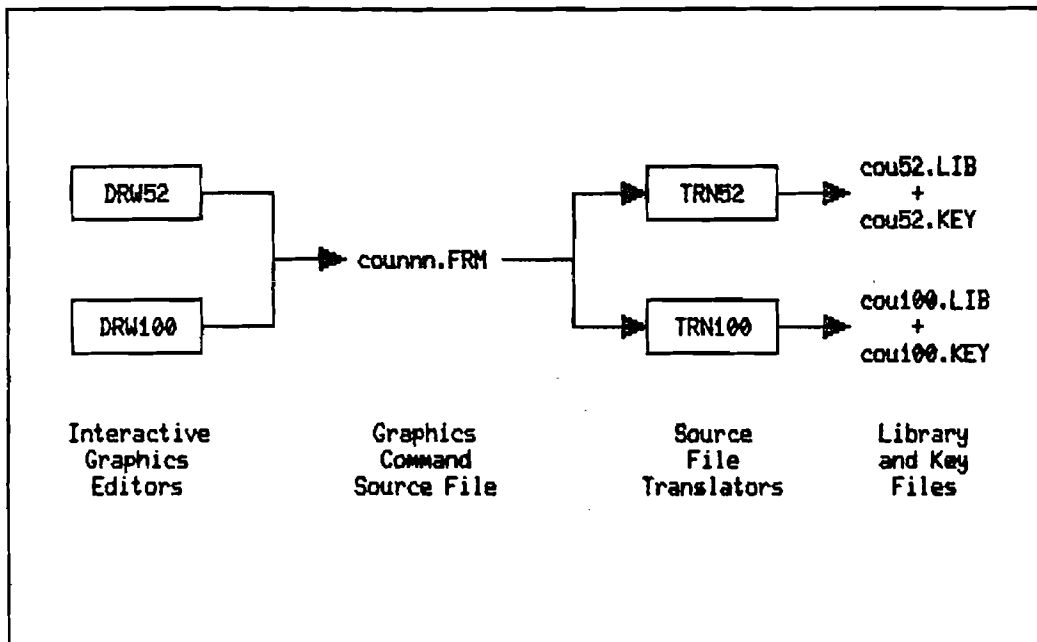 DRW52
DRW100
counnn.FRM
TRN52
TRN100
cou52.LIB
+
cou52.KEY
cou100.LIB
+
cou100.KEY
Interactive
Graphics
Editors
Graphics
Command
Source File
Source
File
Translators
Library
and Key
Files